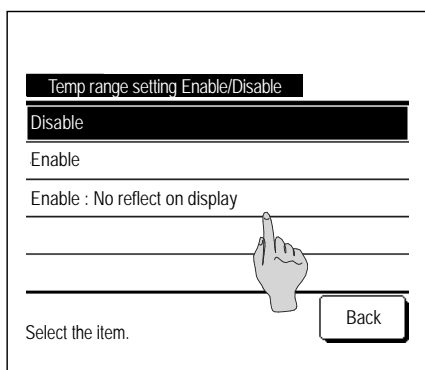 Temp range setting Enable/Disable
Disable
Enable
Enable : No reflect on display
Select the item.
Back